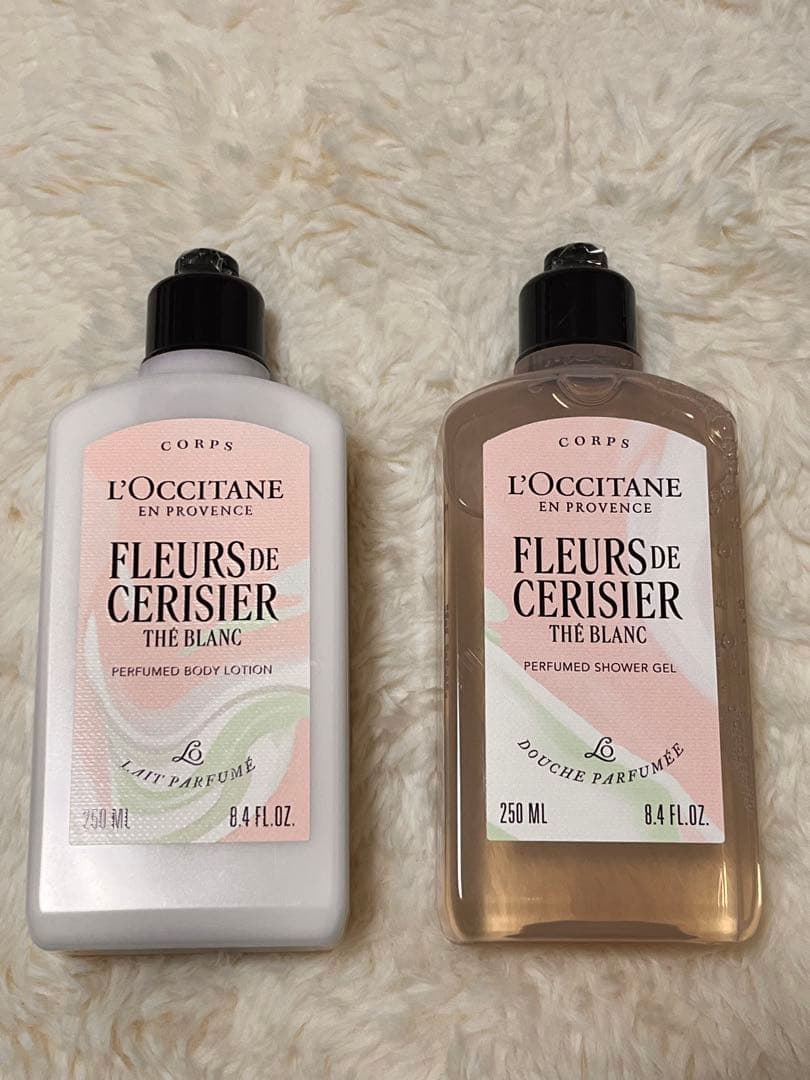 CORPS
L'OCCITANE
EN PROVENCE
FLEURS DE
CERISIER
THÉ BLANC
PERFUMED BODY LOTION
LO
LAIT PARFUMÉ
250 ML 8.4 FL.OZ.
CORPS
L'OCCITANE
EN PROVENCE
FLEURS DE
CERISIER
THÉ BLANC
PERFUMED SHOWER GEL
LO
DOUCHE PARFUMÉE
250 ML 8.4 FL.OZ.